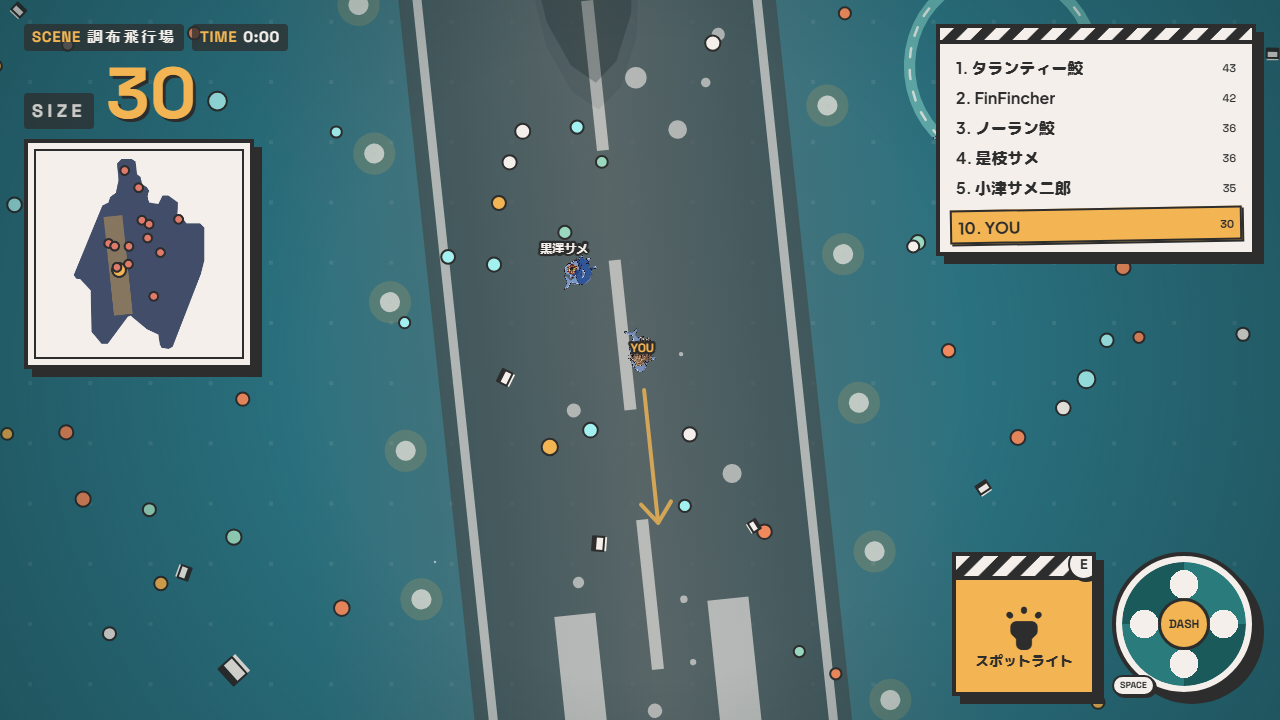 SCENE 調布飛行場 TIME 0:00
SIZE 30
1. タランティー鮫 43
2. FinFincher 42
3. ノーラン鮫 36
4. 是枝サメ 36
5. 小津サメ二郎 35
10. YOU 30
黒澤サメ
YOU
E
スポットライト
DASH
SPACE